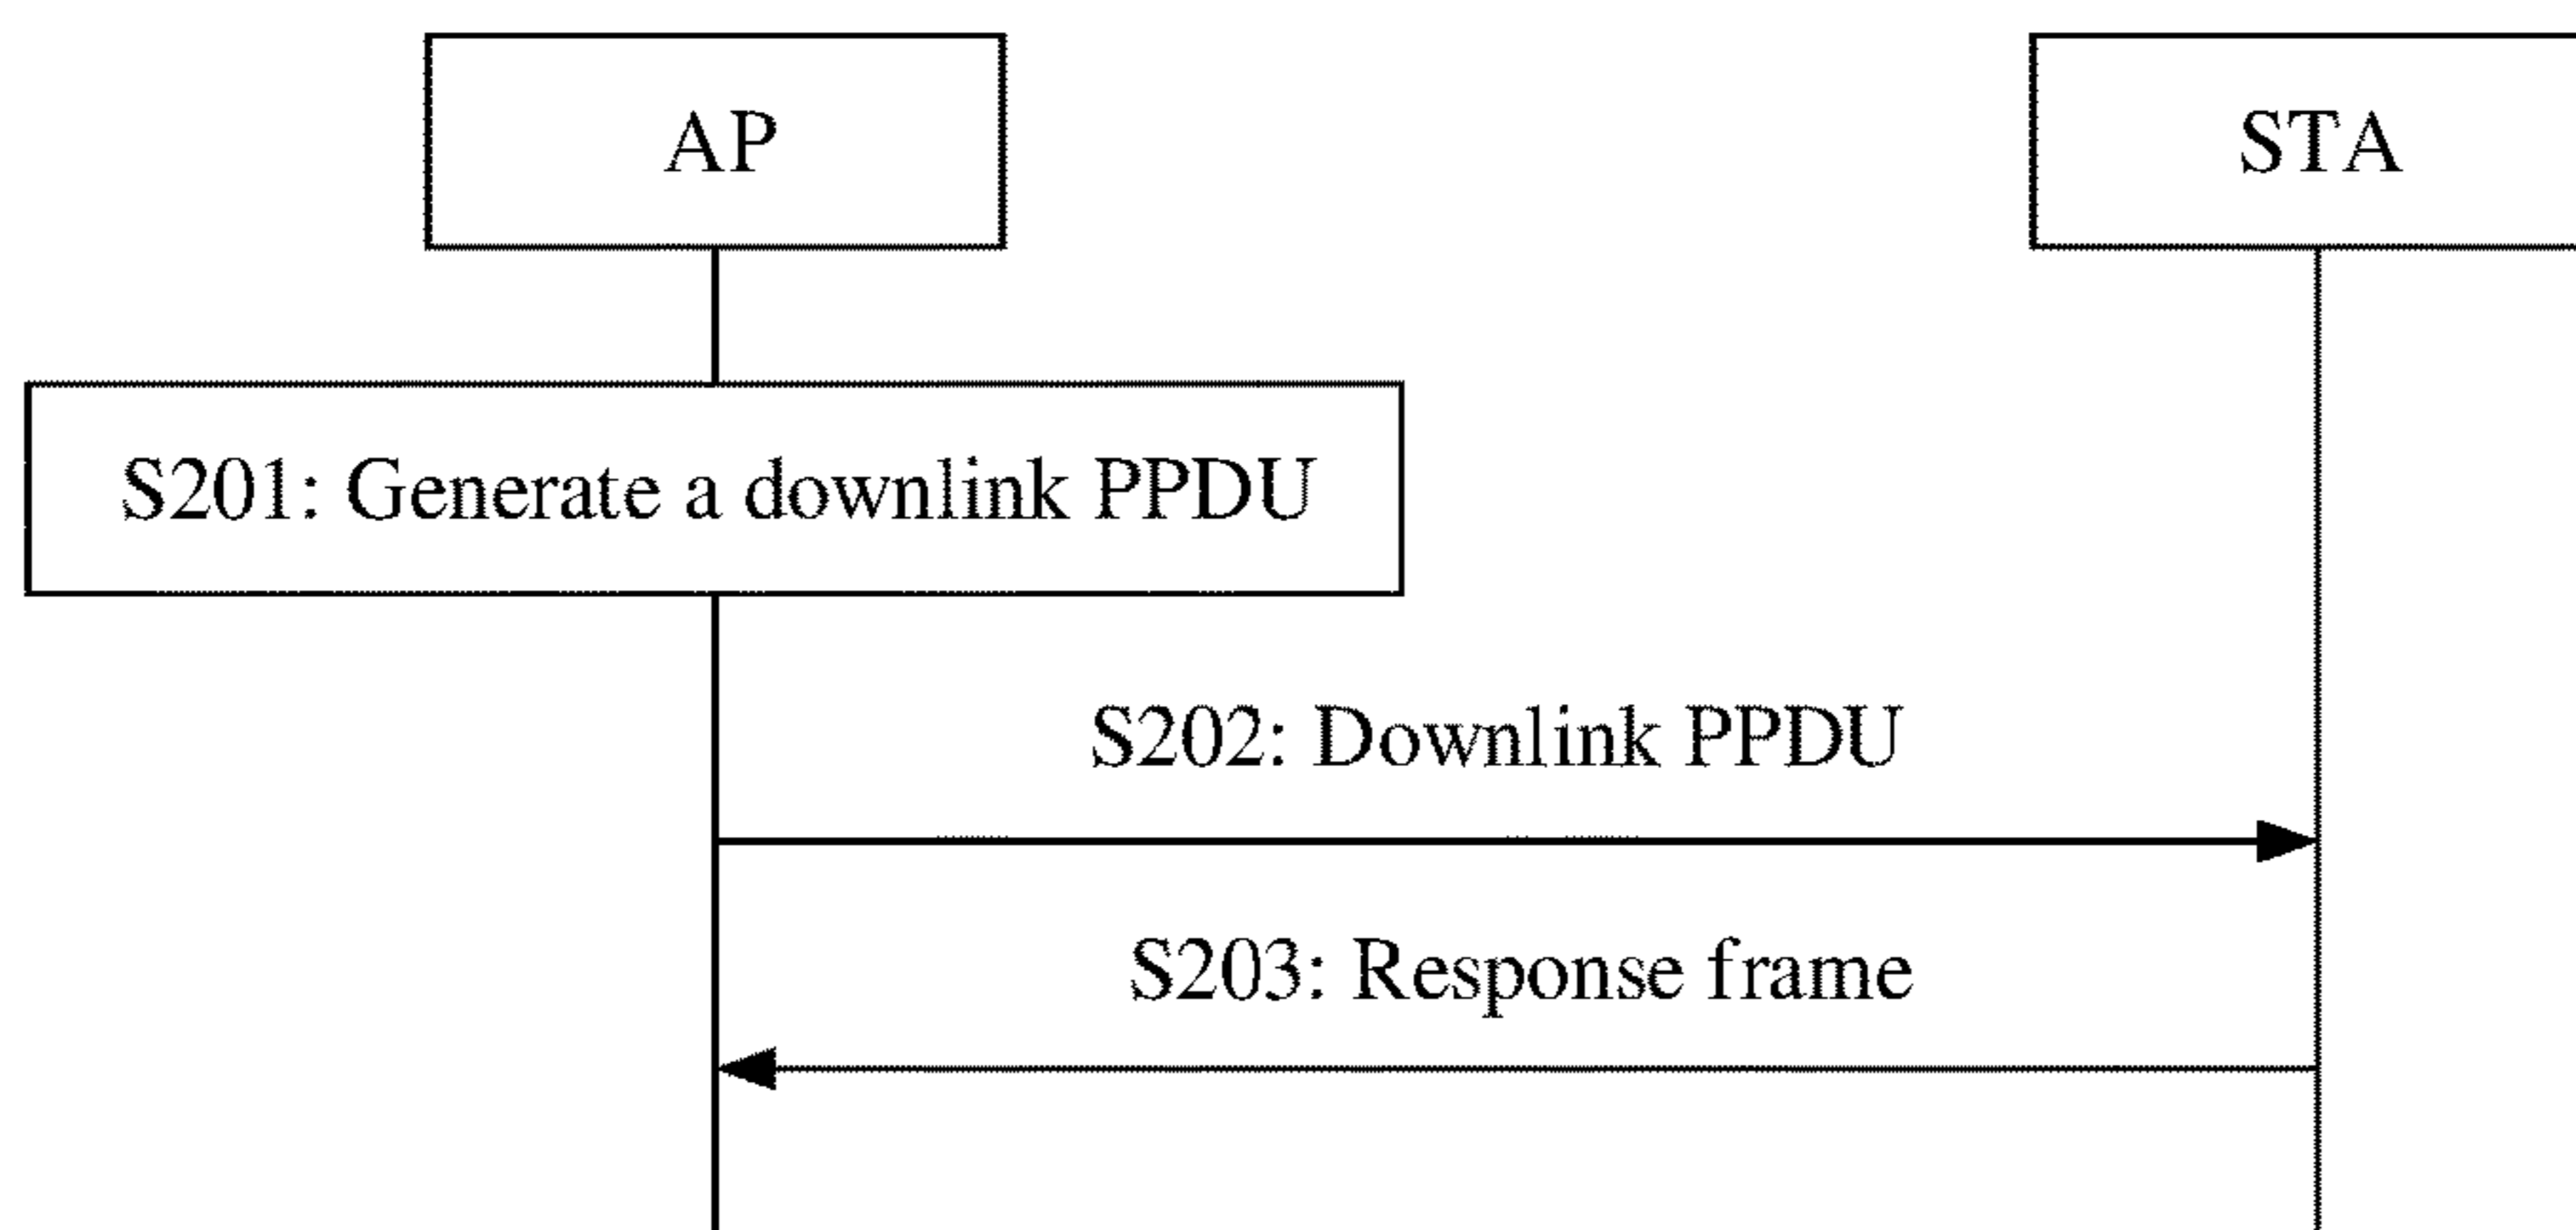 AP
STA
S201: Generate a downlink PPDU
S202: Downlink PPDU
S203: Response frame